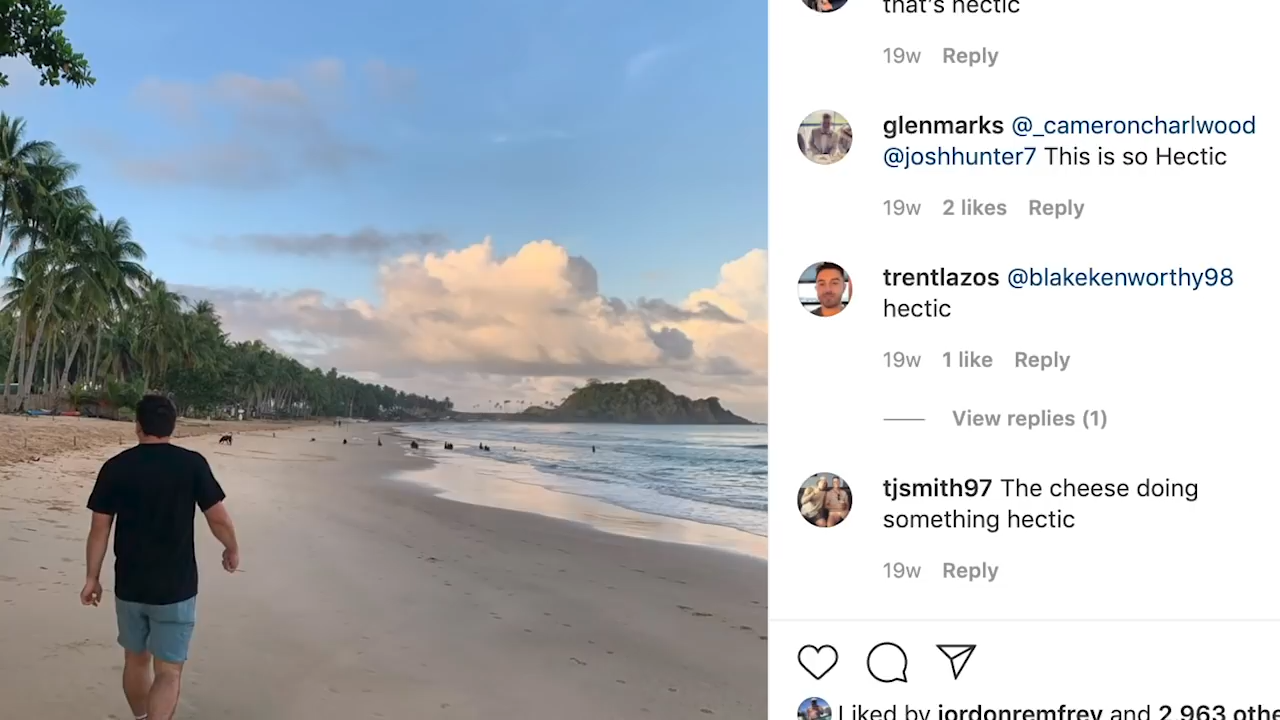 that's hectic
19w Reply
glenmarks @_cameroncharlwood
@joshhunter7 This is so Hectic
19w 2 likes Reply
trentlazos @blakekenworthy98
hectic
19w 1 like Reply
View replies (1)
tjsmith97 The cheese doing
something hectic
19w Reply
Liked by jordonremfrey and 2,963 othe